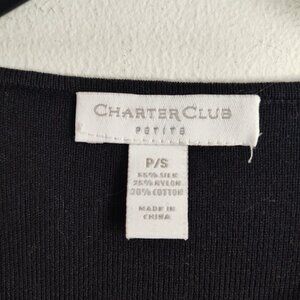 CHARTER CLUB
PETITE
P/S
55% SILK
25% NYLON
20% COTTON
MADE IN
CHINA